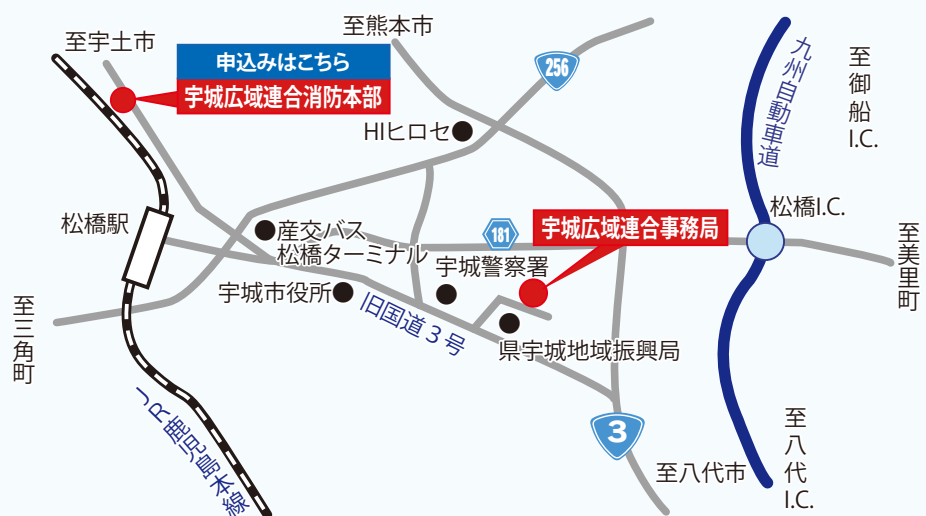 至宇土市
申込みはこちら
宇城広域連合消防本部
至熊本市
256
九州自動車道
至御船I.C.
HIヒロセ
松橋駅
産交バス
松橋ターミナル
181
宇城広域連合事務局
松橋I.C.
至美里町
宇城警察署
宇城市役所
旧国道3号
県宇城地域振興局
至三角町
JR鹿児島本線
3
至八代市
至八代I.C.